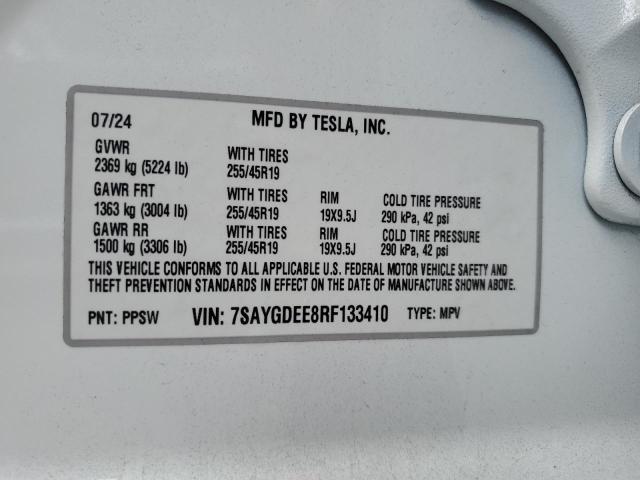 07/24 MFD BY TESLA, INC.
GVWR WITH TIRES
2369 kg (5224 lb) 255/45R19
GAWR FRT WITH TIRES RIM COLD TIRE PRESSURE
1363 kg (3004 lb) 255/45R19 19X9.5J 290 kPa, 42 psi
GAWR RR WITH TIRES RIM COLD TIRE PRESSURE
1500 kg (3306 lb) 255/45R19 19X9.5J 290 kPa, 42 psi
THIS VEHICLE CONFORMS TO ALL APPLICABLE U.S. FEDERAL MOTOR VEHICLE SAFETY AND
THEFT PREVENTION STANDARDS IN EFFECT ON THE DATE OF MANUFACTURE SHOWN ABOVE.
PNT: PPSW VIN: 7SAYGDEE8RF133410 TYPE: MPV